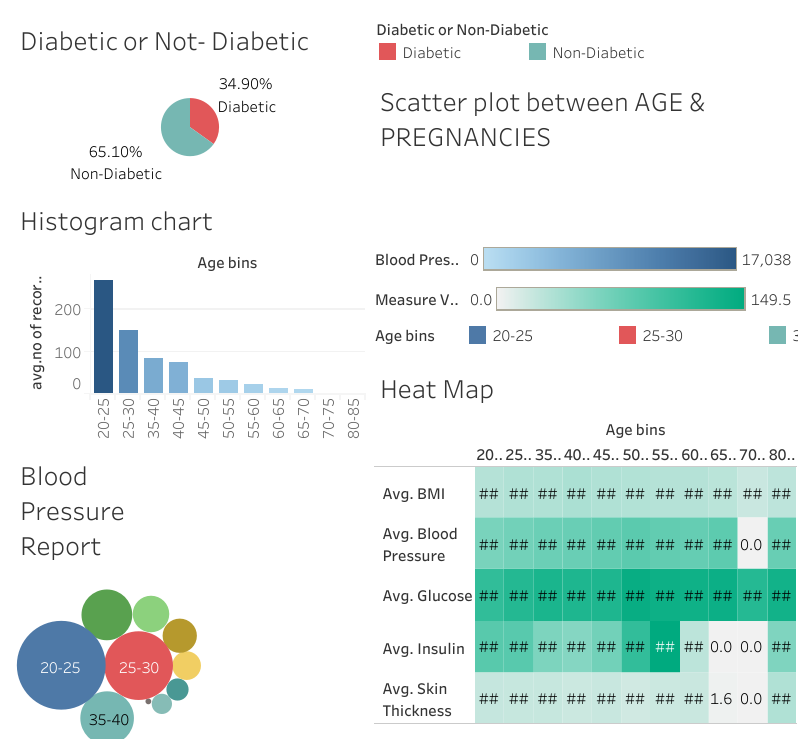 Diabetic or Not- Diabetic
34.90%
Diabetic
65.10%
Non-Diabetic
Diabetic or Non-Diabetic
Diabetic
Non-Diabetic
Scatter plot between AGE &
PREGNANCIES
Histogram chart
Age bins
avg.no of recor..
200
100
0
20-25
25-30
35-40
40-45
45-50
50-55
55-60
60-65
65-70
70-75
80-85
Blood Pres..
0
17,038
Measure V..
0.0
149.5
Age bins
20-25
25-30
3
Heat Map
Age bins
20.. 25.. 35.. 40.. 45.. 50.. 55.. 60.. 65.. 70.. 80..
Avg. BMI ## ## ## ## ## ## ## ## ## ## ##
Avg. Blood
Pressure ## ## ## ## ## ## ## ## ## 0.0 ##
Avg. Glucose ## ## ## ## ## ## ## ## ## ## ##
Avg. Insulin ## ## ## ## ## ## ## ## 0.0 0.0 ##
Avg. Skin
Thickness ## ## ## ## ## ## ## ## 1.6 0.0 ##
Blood
Pressure
Report
20-25
25-30
35-40